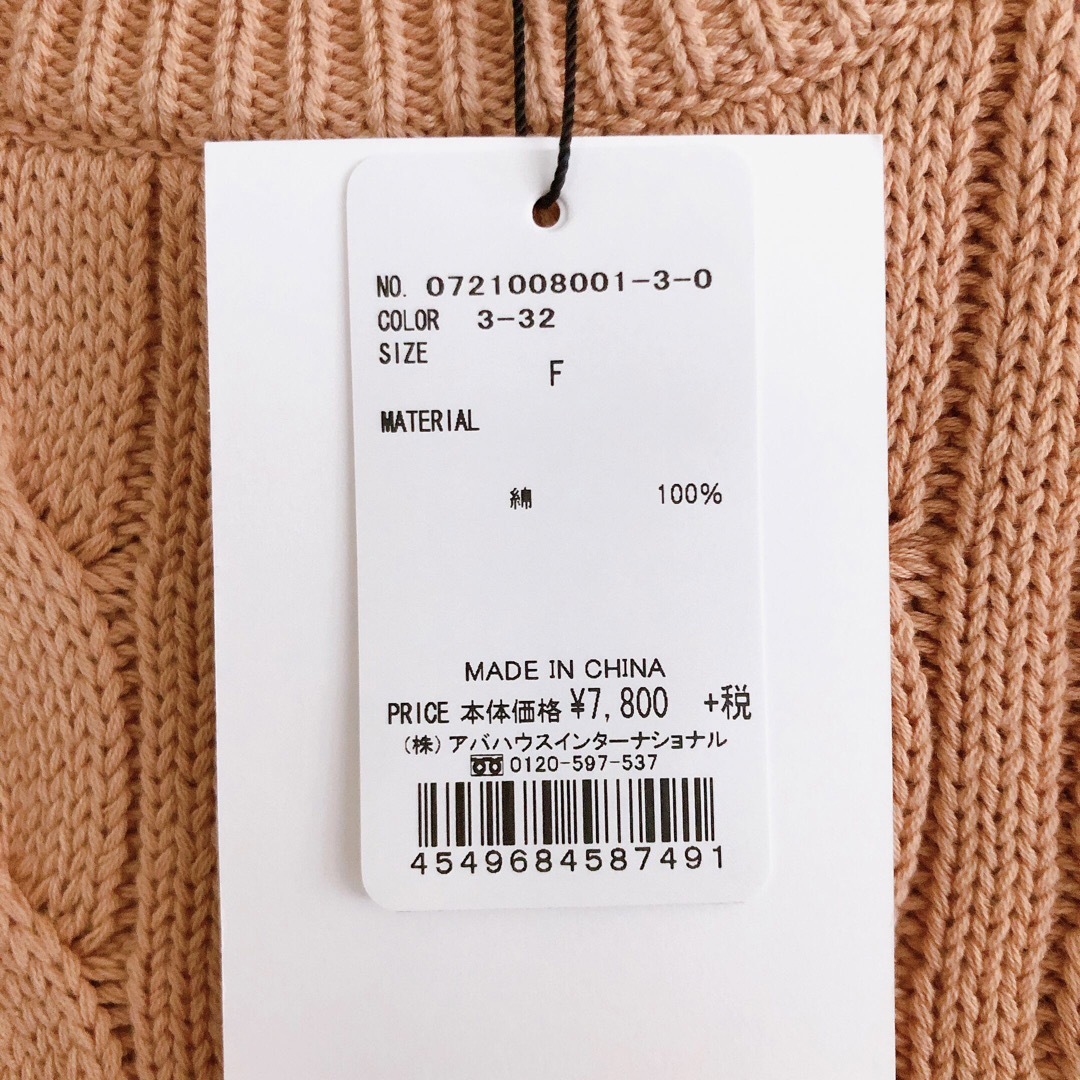 NO. 0721008001-3-0
COLOR 3-32
SIZE
F
MATERIAL
綿 100%
MADE IN CHINA
PRICE 本体価格 ¥7,800 +税
(株)アバハウスインターナショナル
0120-597-537
4549684587491